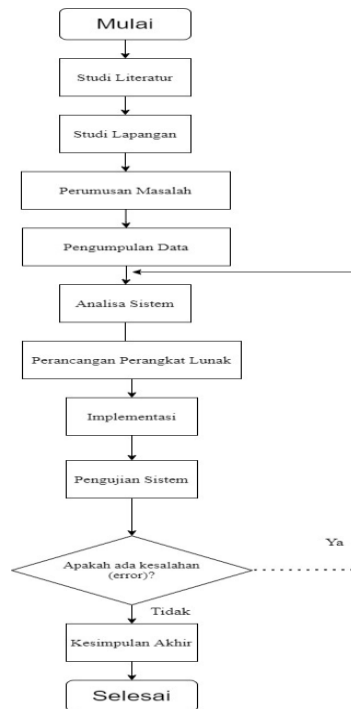 Mulai
Studi Literatur
Studi Lapangan
Perumusan Masalah
Pengumpulan Data
Analisa Sistem
Perancangan Perangkat Lunak
Implementasi
Pengujian Sistem
Ya
Apakah ada kesalahan
(error)?
Tidak
Kesimpulan Akhir
Selesai